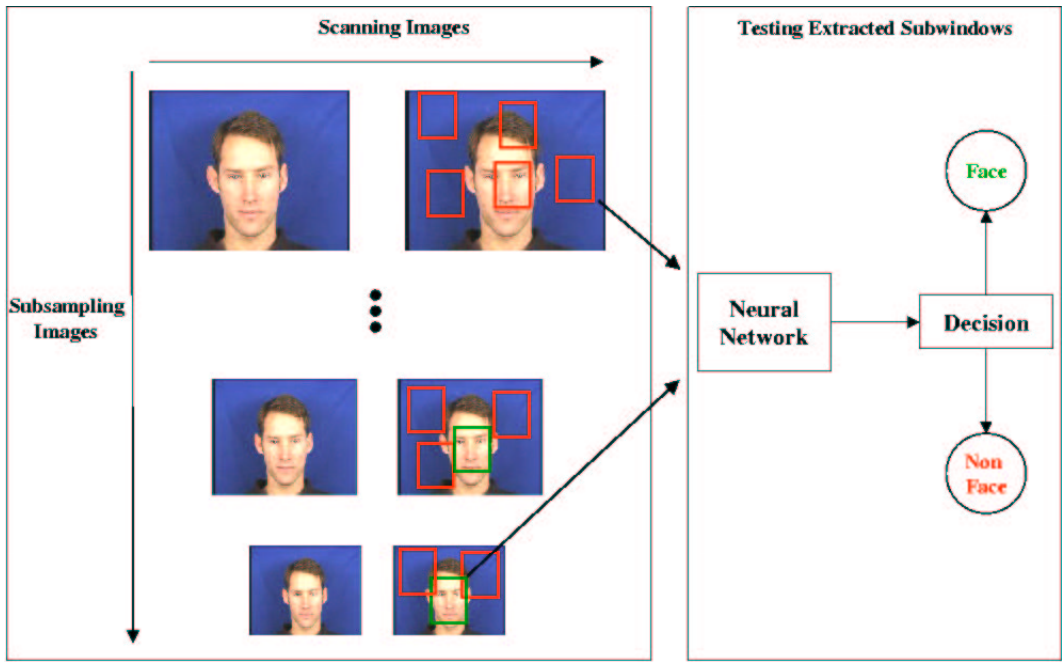 Scanning Images
Testing Extracted Subwindows
Face
Subsampling
Images
Neural
Network
Decision
Non
Face